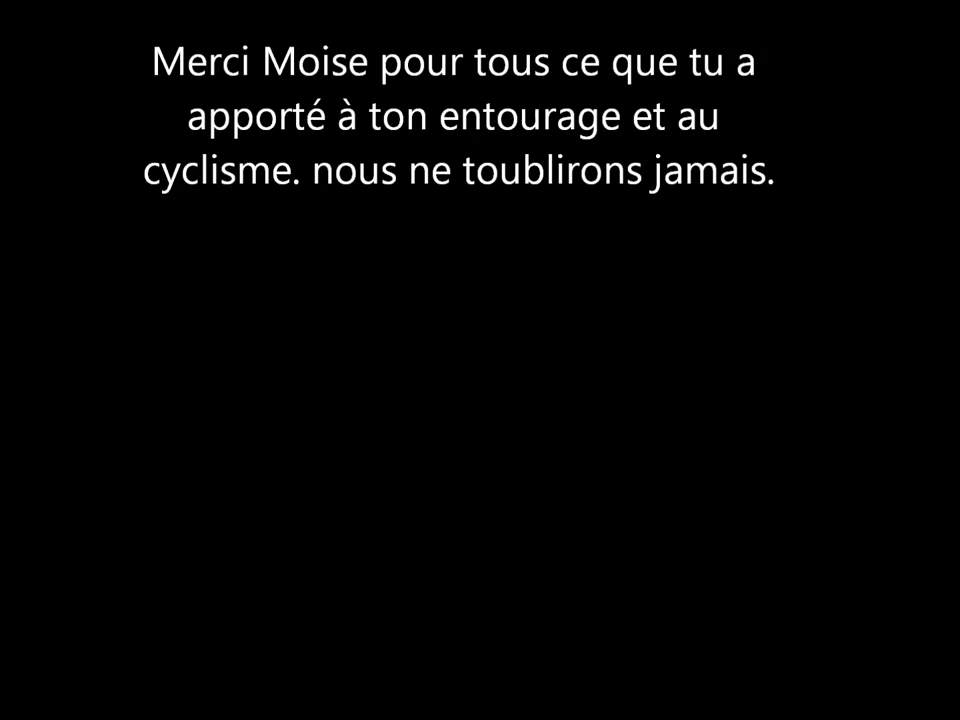 Merci Moise pour tous ce que tu a
apporté à ton entourage et au
cyclisme. nous ne toublirons jamais.